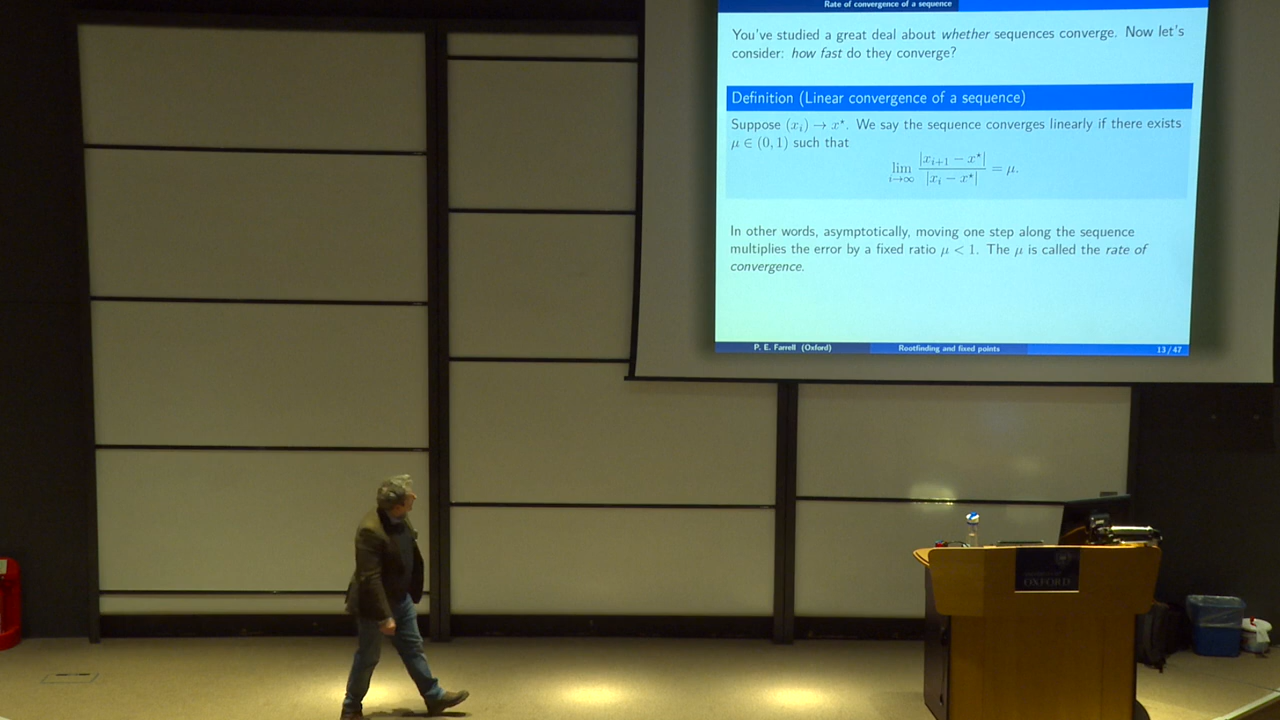 Rate of convergence of a sequence
You've studied a great deal about whether sequences converge. Now let's
consider: how fast do they converge?
Definition (Linear convergence of a sequence)
Suppose (x_i) → x*. We say the sequence converges linearly if there exists
μ ∈ (0, 1) such that
lim_{i→∞} |x_{i+1} − x*| / |x_i − x*| = μ.
In other words, asymptotically, moving one step along the sequence
multiplies the error by a fixed ratio μ < 1. The μ is called the rate of
convergence.
P. E. Farrell (Oxford) Rootfinding and fixed points 13 / 47
OXFORD